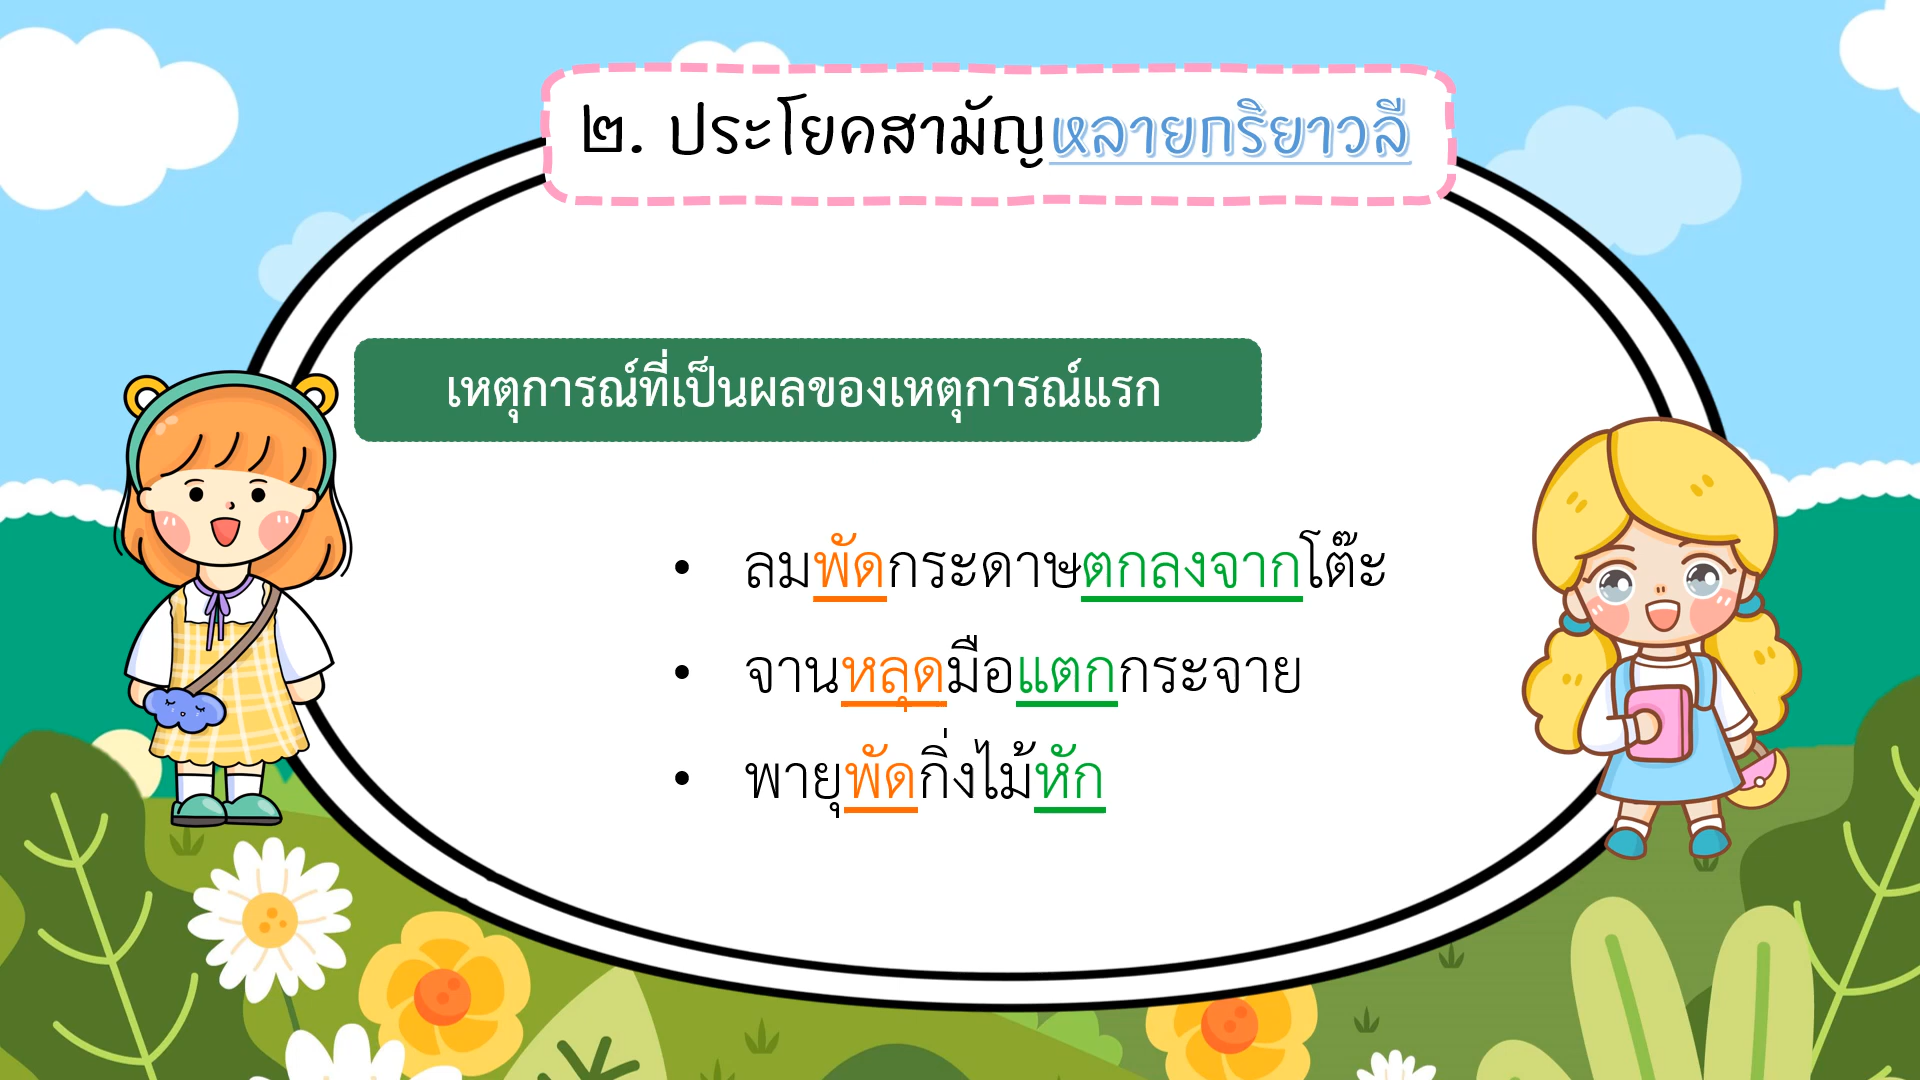 ๒. ประโยคสามัญหลายกริยาวลี
เหตุการณ์ที่เป็นผลของเหตุการณ์แรก
• ลมพัดกระดาษตกลงจากโต๊ะ
• จานหลุดมือแตกกระจาย
• พายุพัดกิ่งไม้หัก